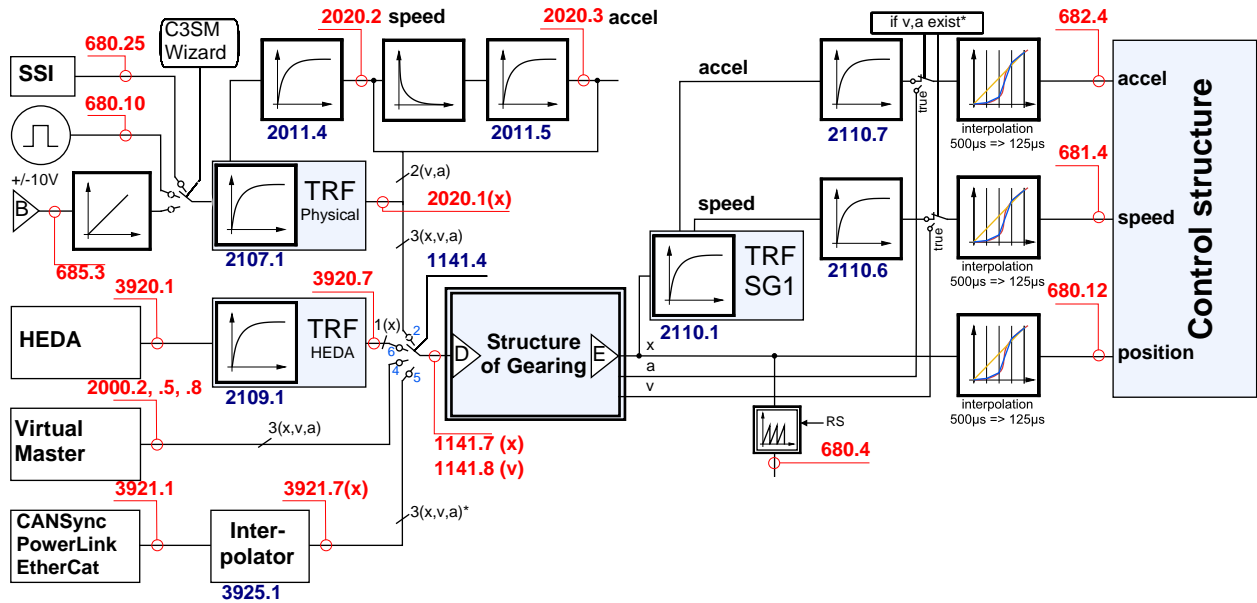 2020.2 speed
2020.3 accel
682.4
if v,a exist*
C3SM
Wizard
680.25
SSI
680.10
+/-10V
B
685.3
2011.4
2011.5
2(v,a)
TRF
Physical
2020.1(x)
2107.1
3(x,v,a)
1141.4
accel
2110.7
true
interpolation
500µs => 125µs
accel
681.4
speed
2110.6
true
interpolation
500µs => 125µs
speed
TRF
SG1
2110.1
680.12
Control structure
3920.1
HEDA
3920.7
TRF
HEDA
2109.1
1(x)
2
6
4
5
D
Structure
of Gearing
E
x
a
v
position
interpolation
500µs => 125µs
RS
680.4
2000.2, .5, .8
Virtual
Master
3(x,v,a)
1141.7 (x)
1141.8 (v)
3921.1
3921.7(x)
CANSync
PowerLink
EtherCat
Inter-
polator
3(x,v,a)*
3925.1